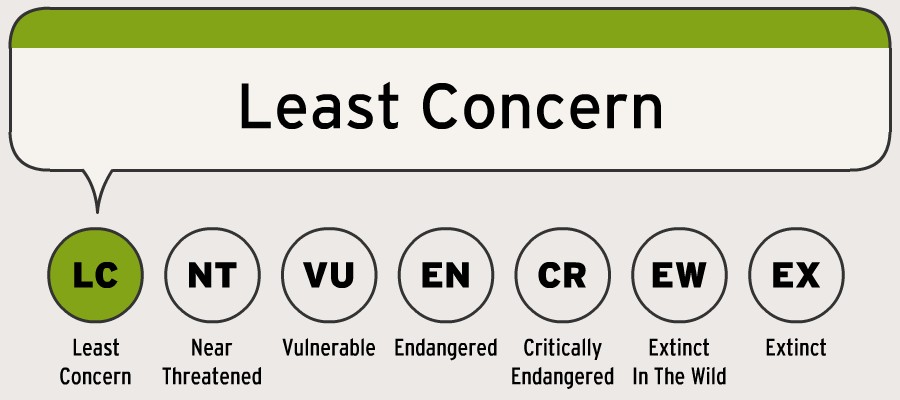 Least Concern
LC NT VU EN CR EW EX
Least Near Vulnerable Endangered Critically Extinct Extinct
Concern Threatened Endangered In The Wild